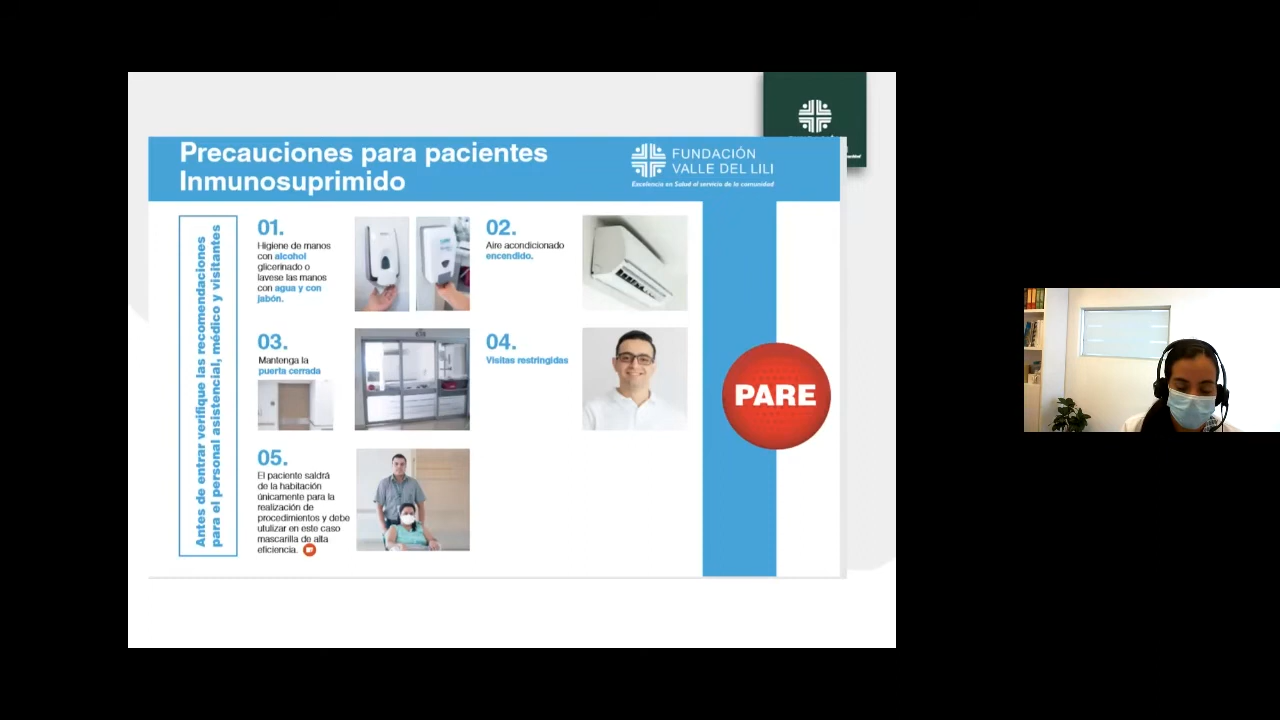 Precauciones para pacientes
Inmunosuprimido
FUNDACIÓN
VALLE DEL LILI
Excelencia en Salud al servicio de la comunidad
Antes de entrar verifique las recomendaciones
para el personal asistencial, médico y visitantes
01.
Higiene de manos
con alcohol
glicerinado o
lavese las manos
con agua y con
jabón.
02.
Aire acondicionado
encendido.
03.
Mantenga la
puerta cerrada
04.
Visitas restringidas
05.
El paciente saldrá
de la habitación
únicamente para la
realización de
procedimientos y debe
utulizar en este caso
mascarilla de alta
eficiencia.
PARE